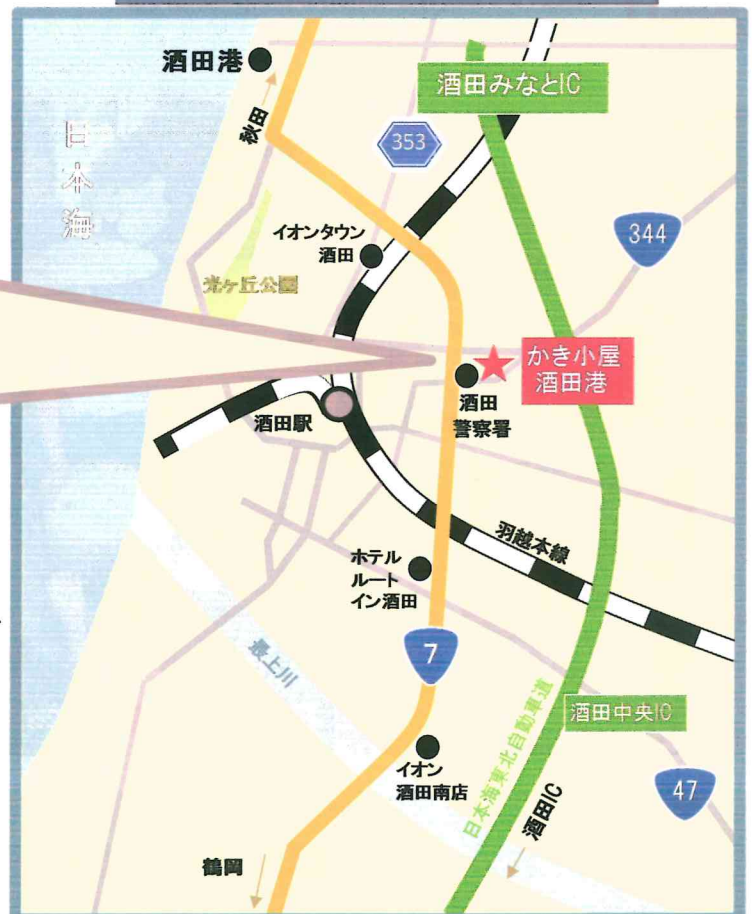 酒田港
秋田
日本海
353
酒田みなとIC
イオンタウン
酒田
344
光ヶ丘公園
かき小屋
酒田港
酒田
警察署
酒田駅
羽越本線
ホテル
ルート
イン酒田
7
最上川
日本海東北自動車道
酒田中央IC
イオン
酒田南店
酒田IC
47
鶴岡